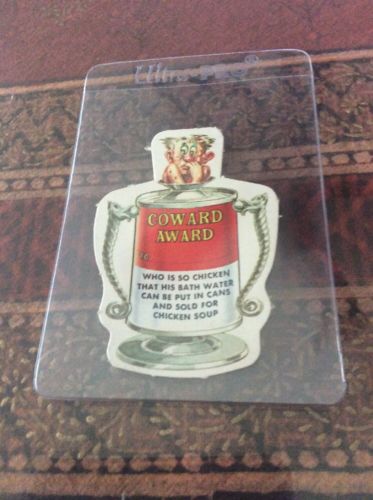 Ultra PRO®
COWARD
AWARD
TO:
WHO IS SO CHICKEN
THAT HIS BATH WATER
CAN BE PUT IN CANS
AND SOLD FOR
CHICKEN SOUP